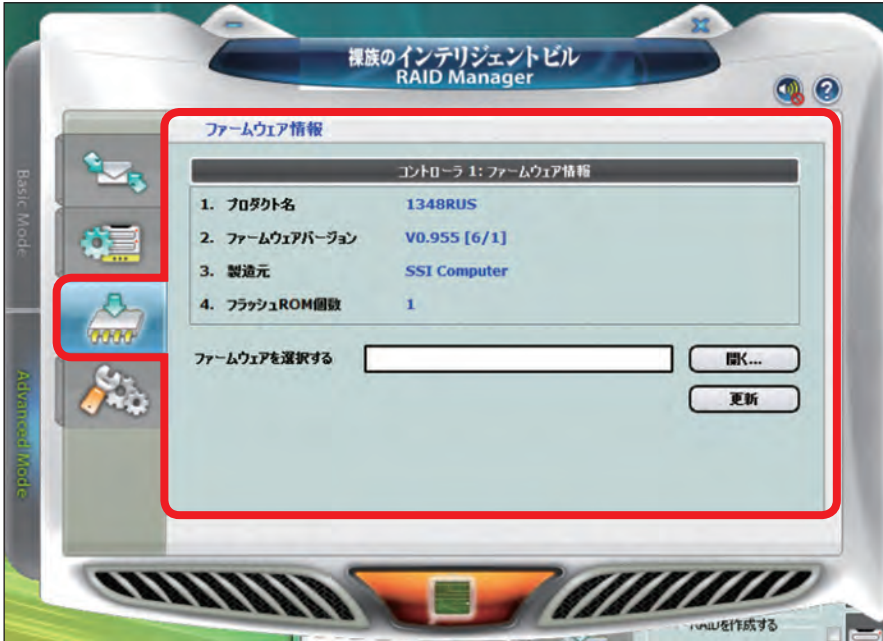 裸族のインテリジェントビル
RAID Manager
ファームウェア情報
コントローラ 1: ファームウェア情報
1. プロダクト名 1348RUS
2. ファームウェアバージョン V0.955 [6/1]
3. 製造元 SSI Computer
4. フラッシュROM個数 1
ファームウェアを選択する 開く...
更新
Basic Mode
Advanced Mode
RAIDを作成する